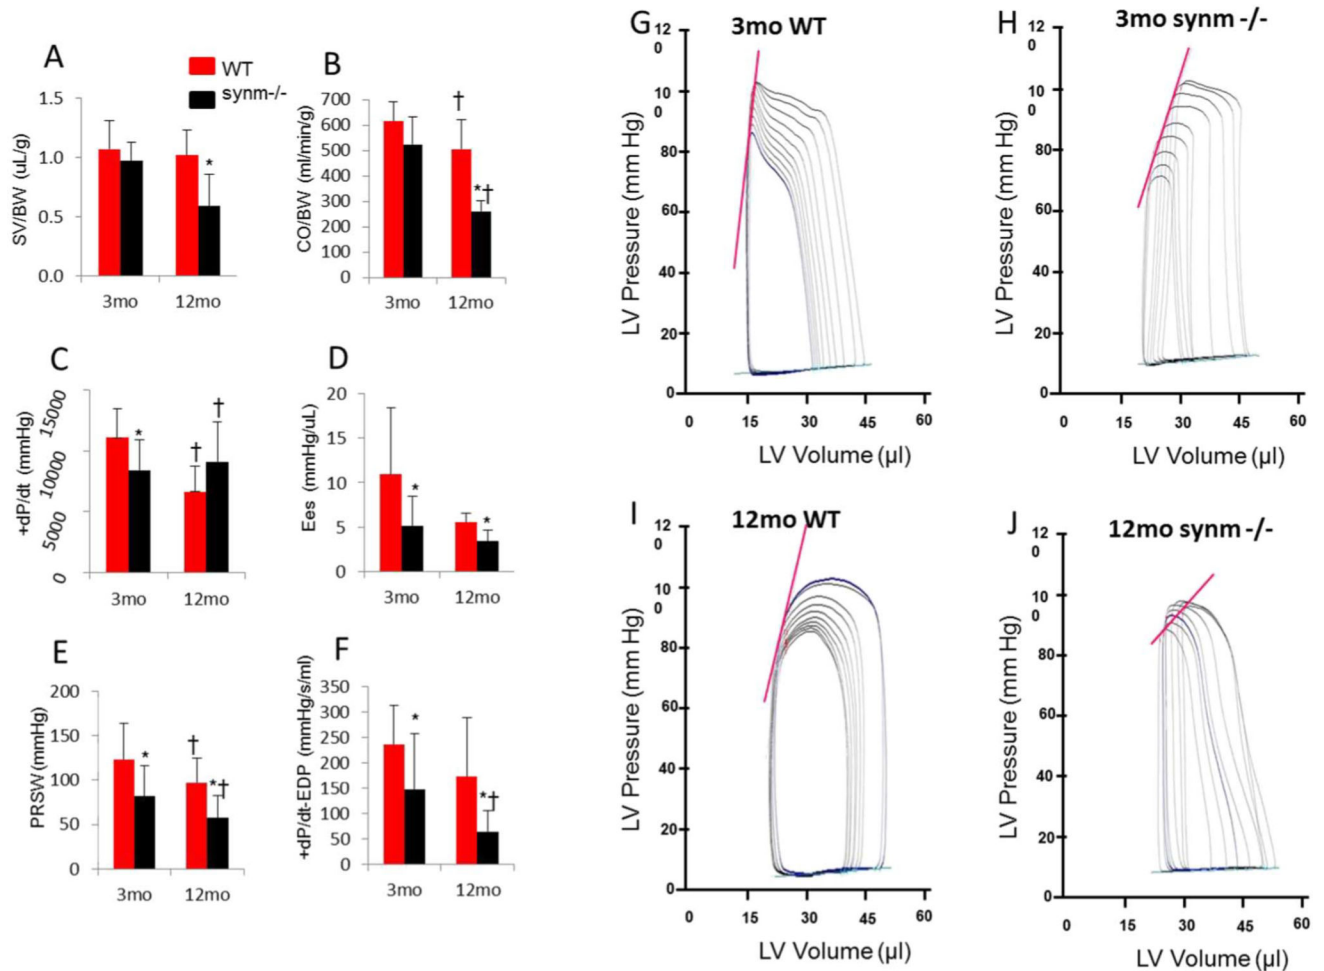 A
WT
synm-/-
SV/BW (uL/g)
1.5
1.0
0.5
0.0
*
3mo
12mo
B
CO/BW (ml/min/g)
700
600
500
400
300
200
100
0
†
*†
3mo
12mo
C
+dP/dt (mmHg)
15000
10000
5000
0
*
†
†
3mo
12mo
D
Ees (mmHg/uL)
20
15
10
5
0
*
*
3mo
12mo
E
PRSW (mmHg)
200
150
100
50
0
*
†
*†
3mo
12mo
F
+dP/dt-EDP (mmHg/s/ml)
350
300
250
200
150
100
50
0
*
*†
3mo
12mo
G
3mo WT
LV Pressure (mm Hg)
12
0
10
0
80
60
40
20
0
0 15 30 45 60
LV Volume (µl)
H
3mo synm -/-
LV Pressure (mm Hg)
12
0
10
0
80
60
40
20
0
0 15 30 45 60
LV Volume (µl)
I
12mo WT
LV Pressure (mm Hg)
12
0
10
0
80
60
40
20
0
0 15 30 45 60
LV Volume (µl)
J
12mo synm -/-
LV Pressure (mm Hg)
12
0
10
0
80
60
40
20
0
0 15 30 45 60
LV Volume (µl)